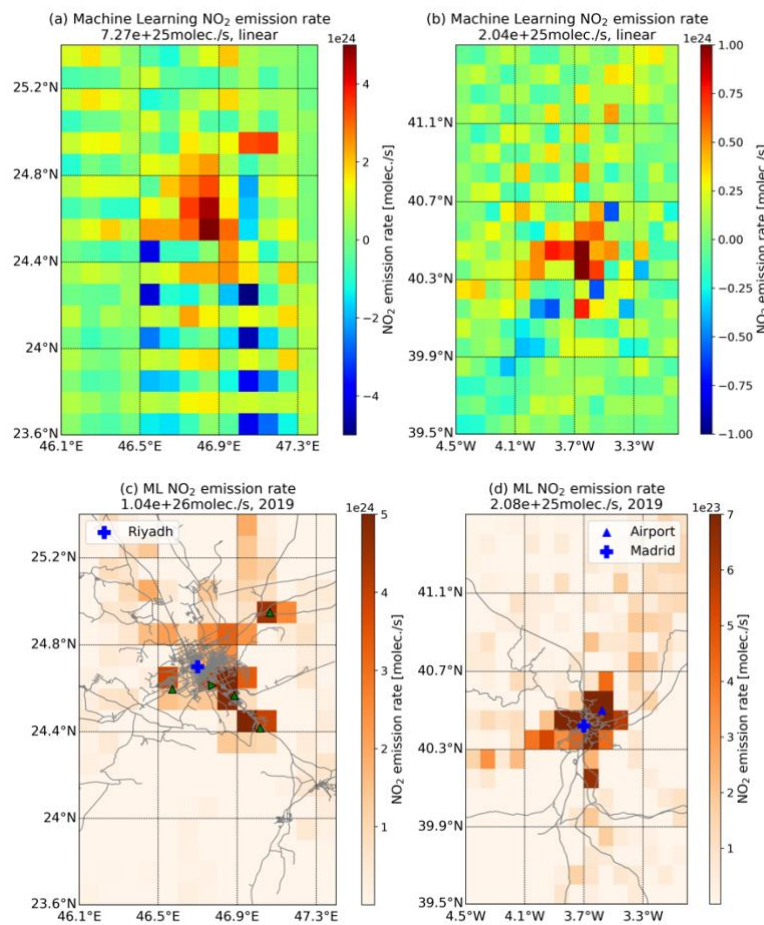 (a) Machine Learning NO₂ emission rate
7.27e+25molec./s, linear
1e24
25.2°N
24.8°N
24.4°N
24°N
23.6°N
46.1°E 46.5°E 46.9°E 47.3°E
4
2
0
−2
−4
NO₂ emission rate [molec./s]
(b) Machine Learning NO₂ emission rate
2.04e+25molec./s, linear
1e24
41.1°N
40.7°N
40.3°N
39.9°N
39.5°N
4.5°W 4.1°W 3.7°W 3.3°W
1.00
0.75
0.50
0.25
0.00
−0.25
−0.50
−0.75
−1.00
NO₂ emission rate [molec./s]
(c) ML NO₂ emission rate
1.04e+26molec./s, 2019
1e24
Riyadh
25.2°N
24.8°N
24.4°N
24°N
23.6°N
46.1°E 46.5°E 46.9°E 47.3°E
5
4
3
2
1
NO₂ emission rate [molec./s]
(d) ML NO₂ emission rate
2.08e+25molec./s, 2019
1e23
Airport
Madrid
41.1°N
40.7°N
40.3°N
39.9°N
39.5°N
4.5°W 4.1°W 3.7°W 3.3°W
7
6
5
4
3
2
1
NO₂ emission rate [molec./s]